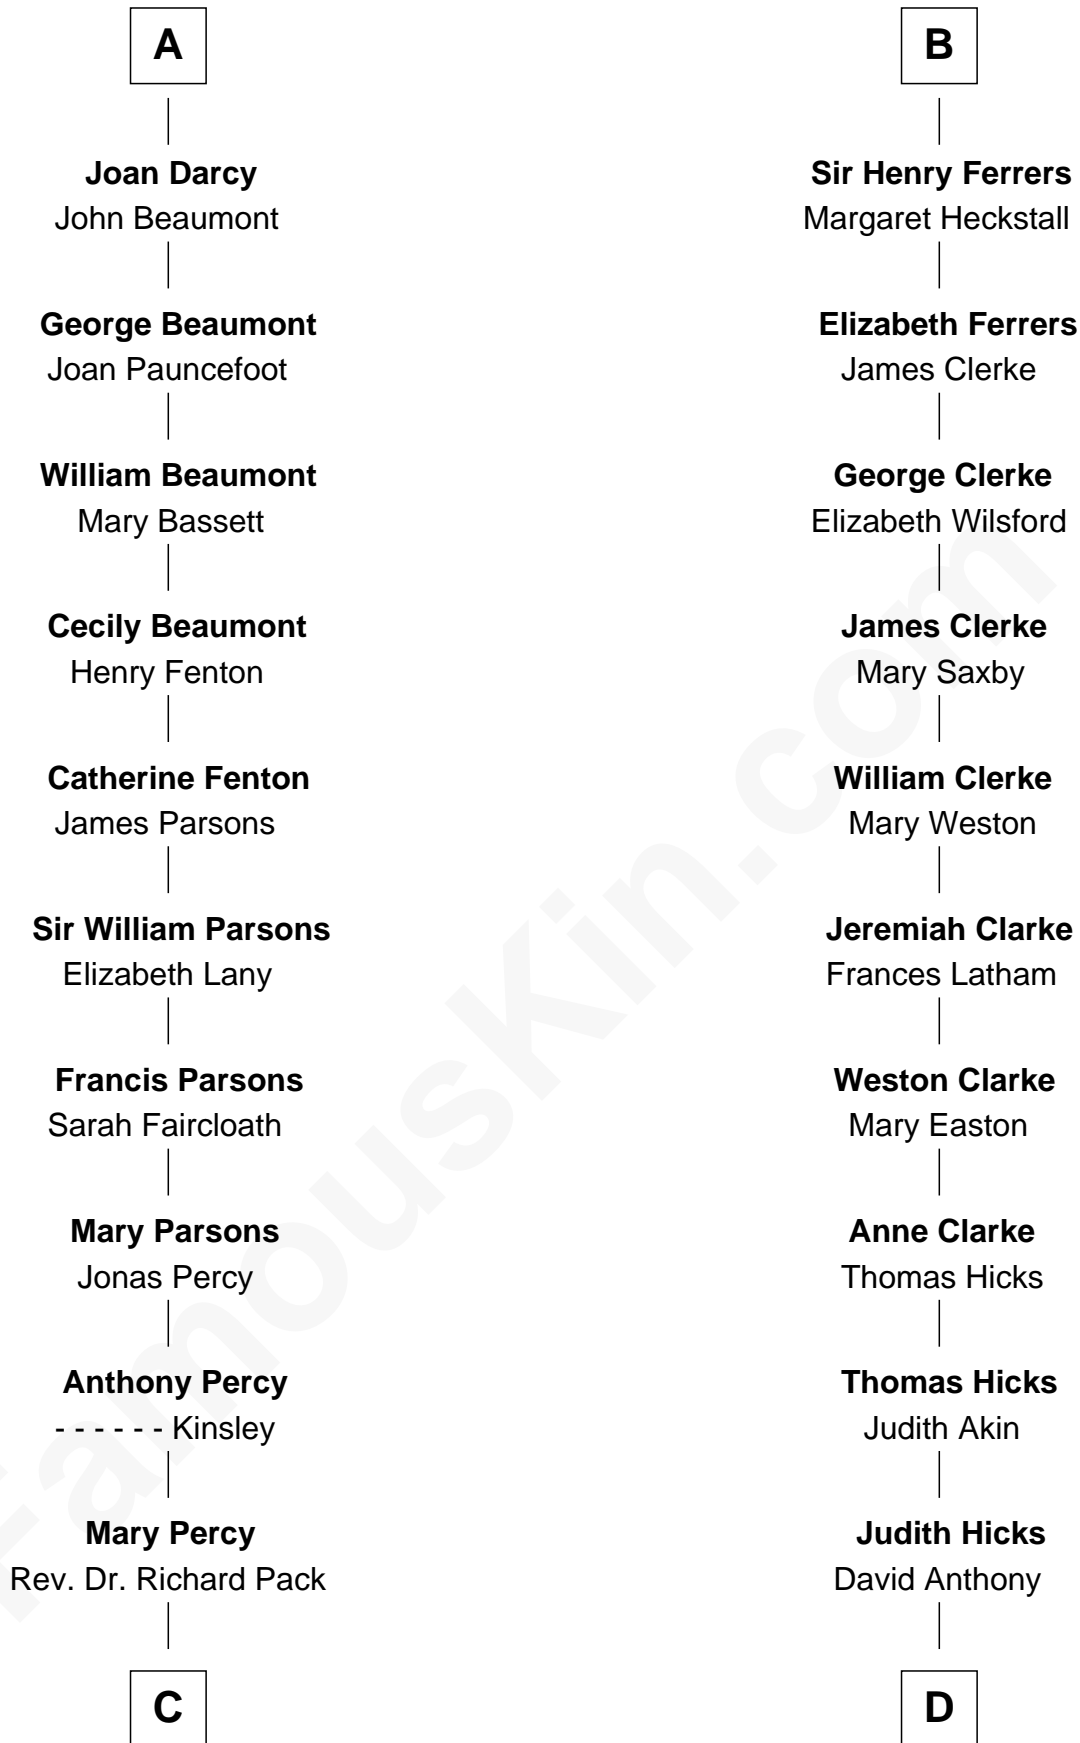 A
Joan Darcy
John Beaumont
George Beaumont
Joan Pauncefoot
William Beaumont
Mary Bassett
Cecily Beaumont
Henry Fenton
Catherine Fenton
James Parsons
Sir William Parsons
Elizabeth Lany
Francis Parsons
Sarah Faircloath
Mary Parsons
Jonas Percy
Anthony Percy
- - - - - - Kinsley
Mary Percy
Rev. Dr. Richard Pack
C
B
Sir Henry Ferrers
Margaret Heckstall
Elizabeth Ferrers
James Clerke
George Clerke
Elizabeth Wilsford
James Clerke
Mary Saxby
William Clerke
Mary Weston
Jeremiah Clarke
Frances Latham
Weston Clarke
Mary Easton
Anne Clarke
Thomas Hicks
Thomas Hicks
Judith Akin
Judith Hicks
David Anthony
D
FamousKin.com